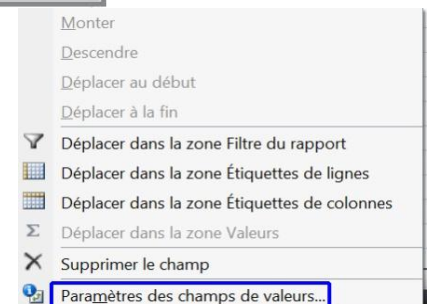 Monter
Descendre
Déplacer au début
Déplacer à la fin
Déplacer dans la zone Filtre du rapport
Déplacer dans la zone Étiquettes de lignes
Déplacer dans la zone Étiquettes de colonnes
Σ Déplacer dans la zone Valeurs
Supprimer le champ
Paramètres des champs de valeurs...